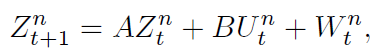 Z^n_{t+1} = AZ^n_t + BU^n_t + W^n_t,